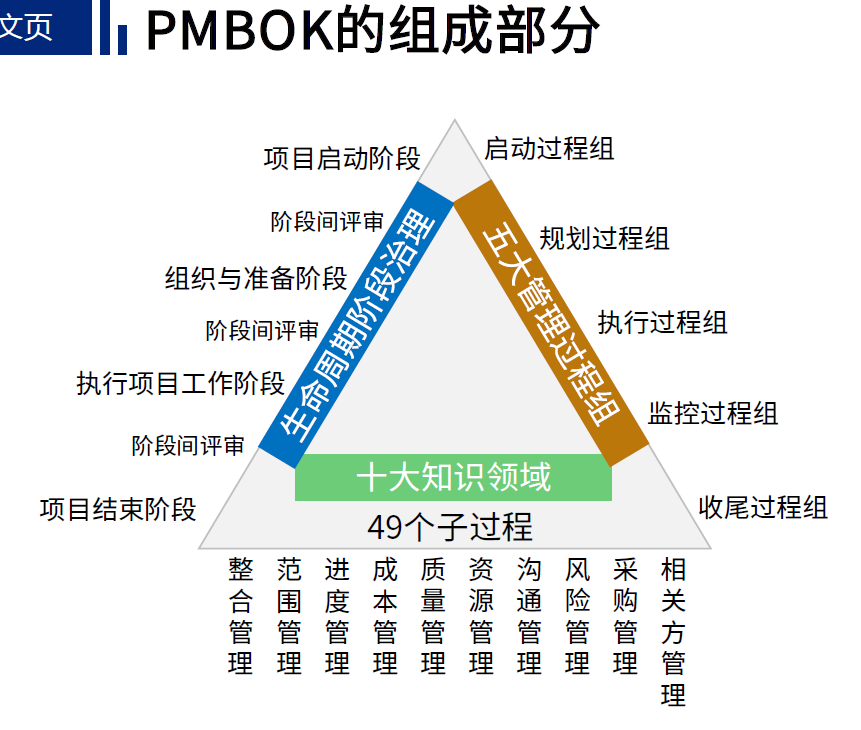 文页
PMBOK的组成部分
项目启动阶段
阶段间评审
组织与准备阶段
阶段间评审
执行项目工作阶段
阶段间评审
项目结束阶段
生命周期阶段治理
五大管理过程组
启动过程组
规划过程组
执行过程组
监控过程组
收尾过程组
十大知识领域
49个子过程
整合管理
范围管理
进度管理
成本管理
质量管理
资源管理
沟通管理
风险管理
采购管理
相关方管理